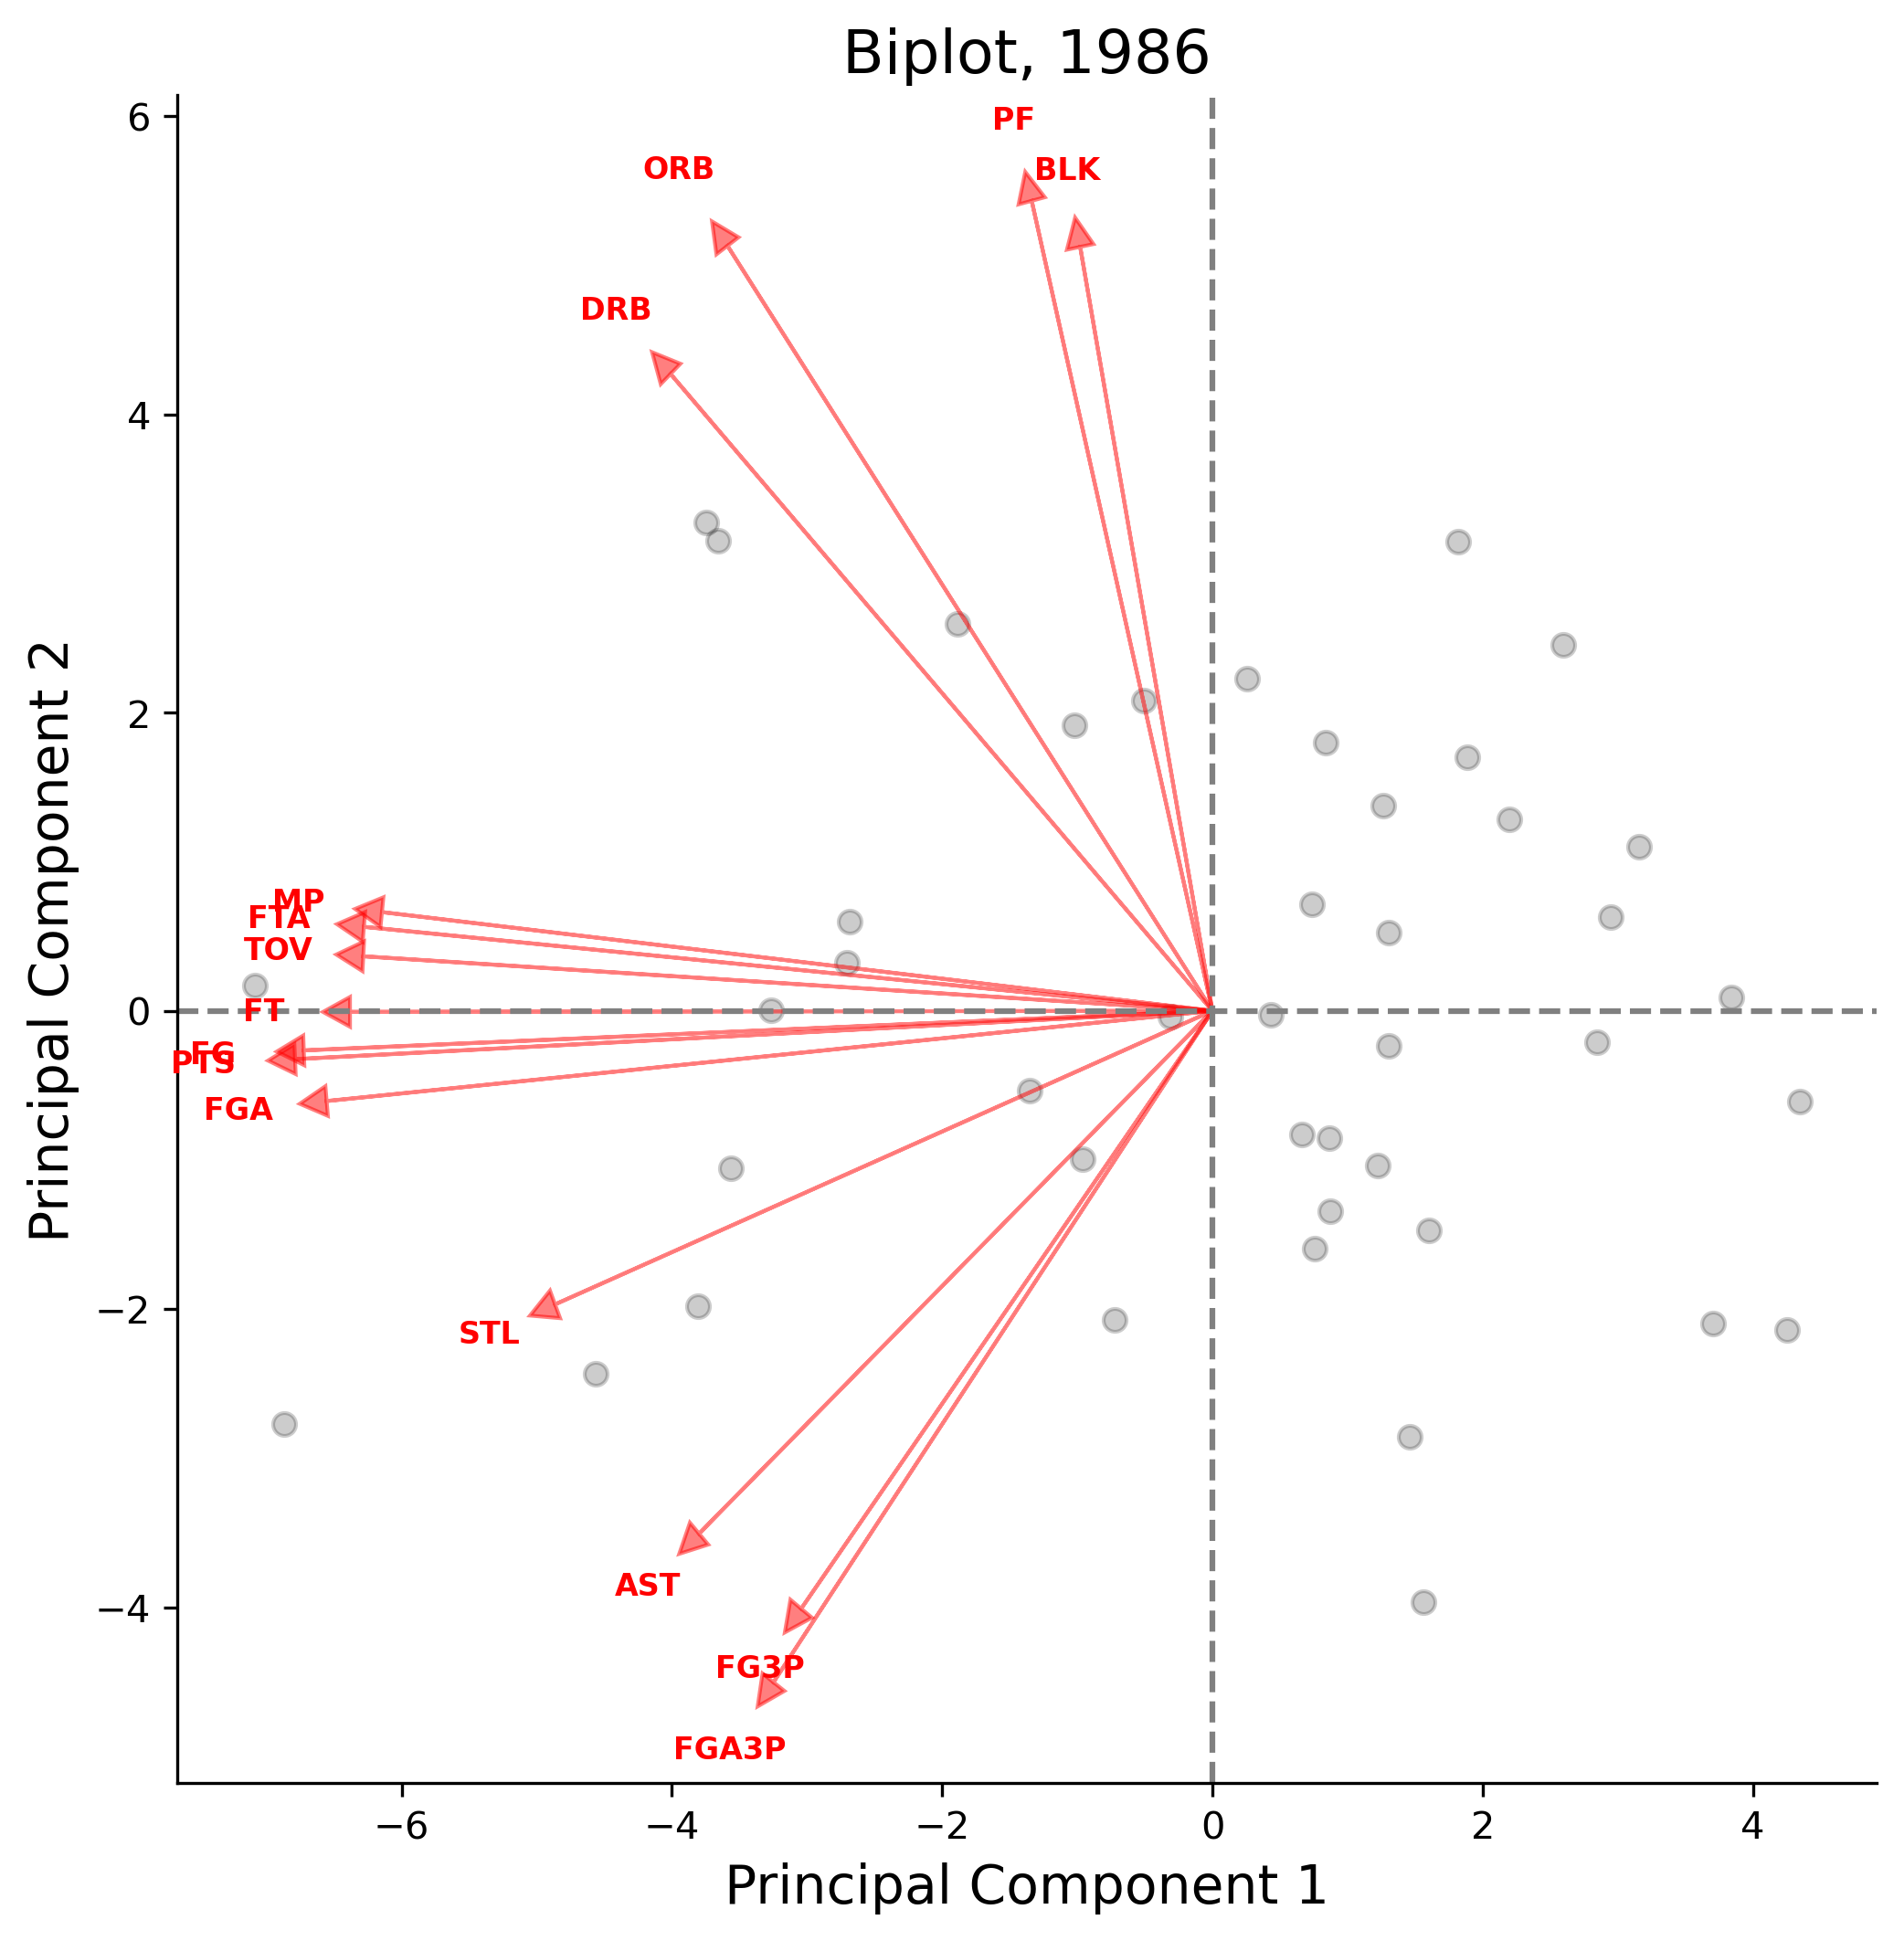 Biplot, 1986
PF
BLK
ORB
DRB
MP
FTA
TOV
FT
FG
PTS
FGA
STL
AST
FG3P
FGA3P
6
4
2
0
−2
−4
Principal Component 2
−6
−4
−2
0
2
4
Principal Component 1